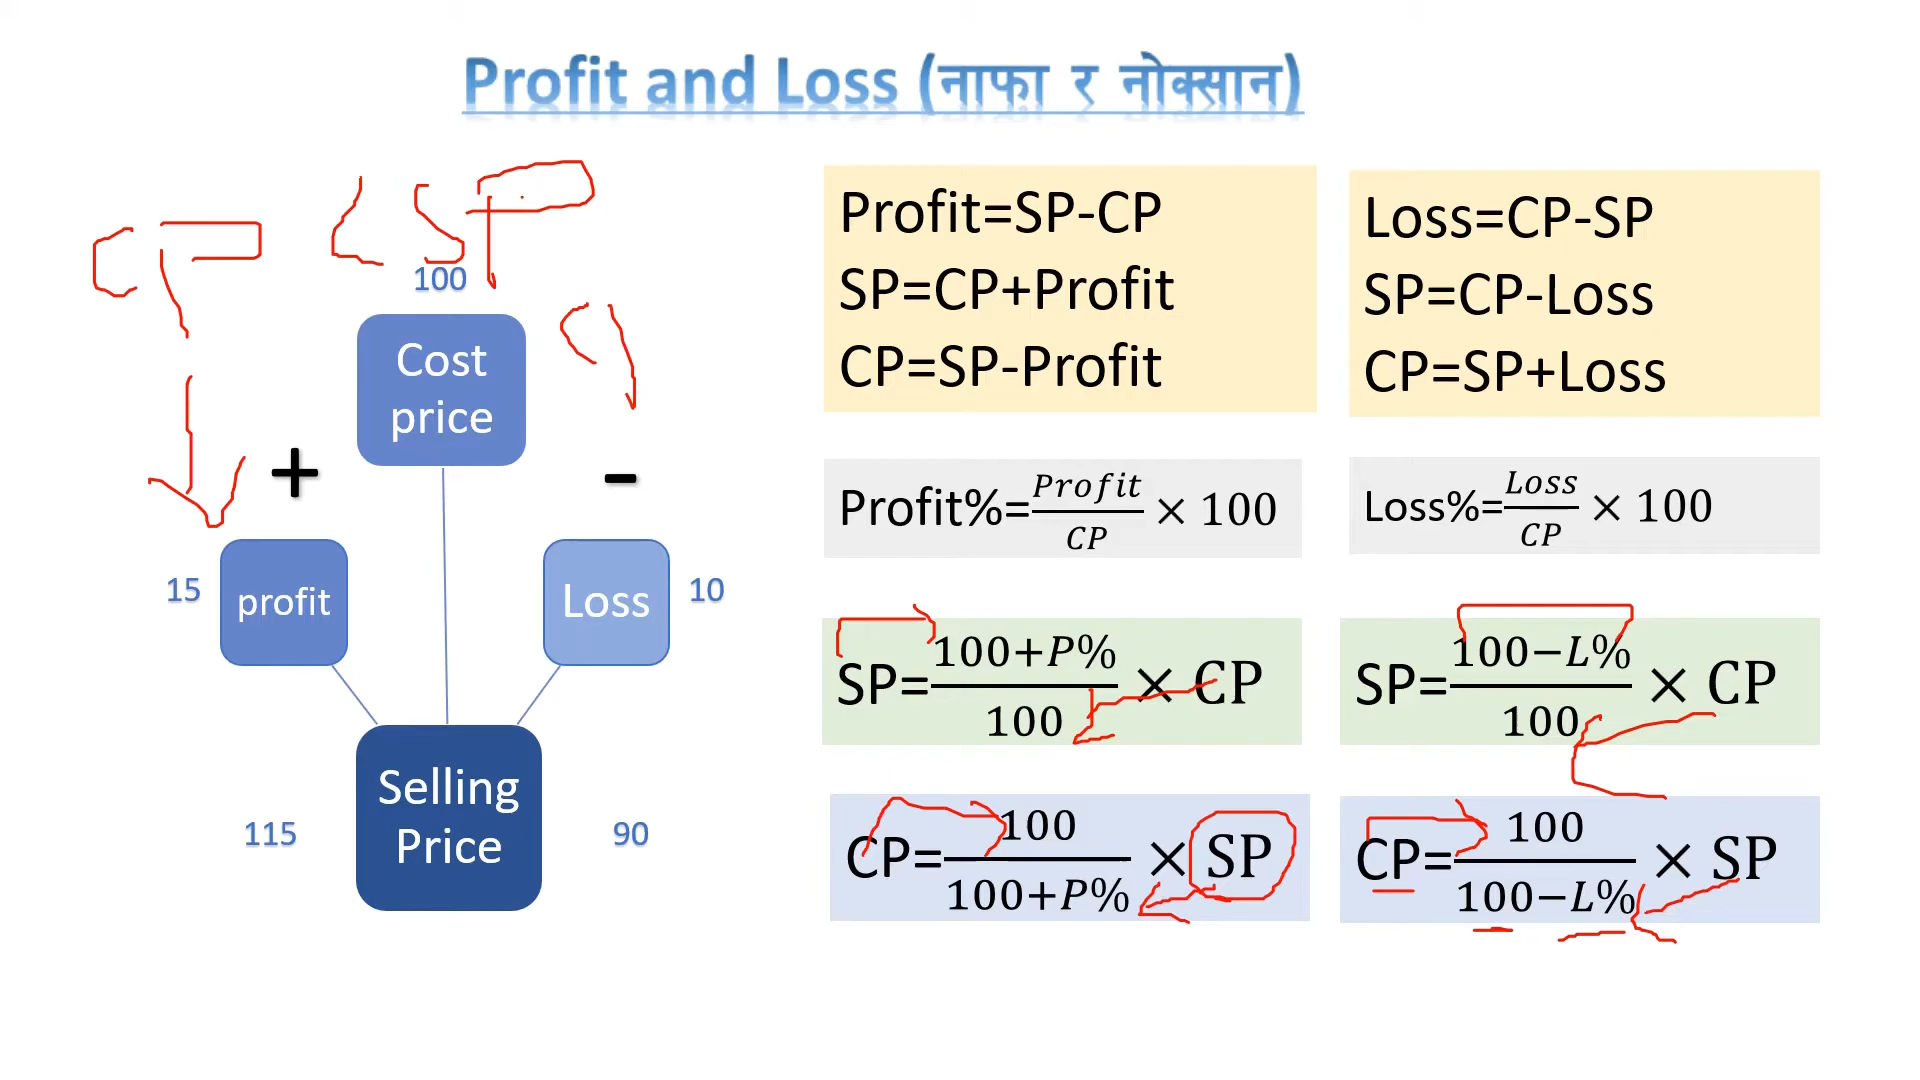 Profit and Loss (नाफा र नोक्सान)
CP < SP
100
Cost
price
+
-
15
profit
Loss
10
Selling
Price
115
90
Profit=SP-CP
SP=CP+Profit
CP=SP-Profit
Loss=CP-SP
SP=CP-Loss
CP=SP+Loss
Profit%=Profit/CP × 100
Loss%=Loss/CP × 100
SP=100+P%/100 × CP
SP=100−L%/100 × CP
CP=100/100+P% × SP
CP=100/100−L% × SP